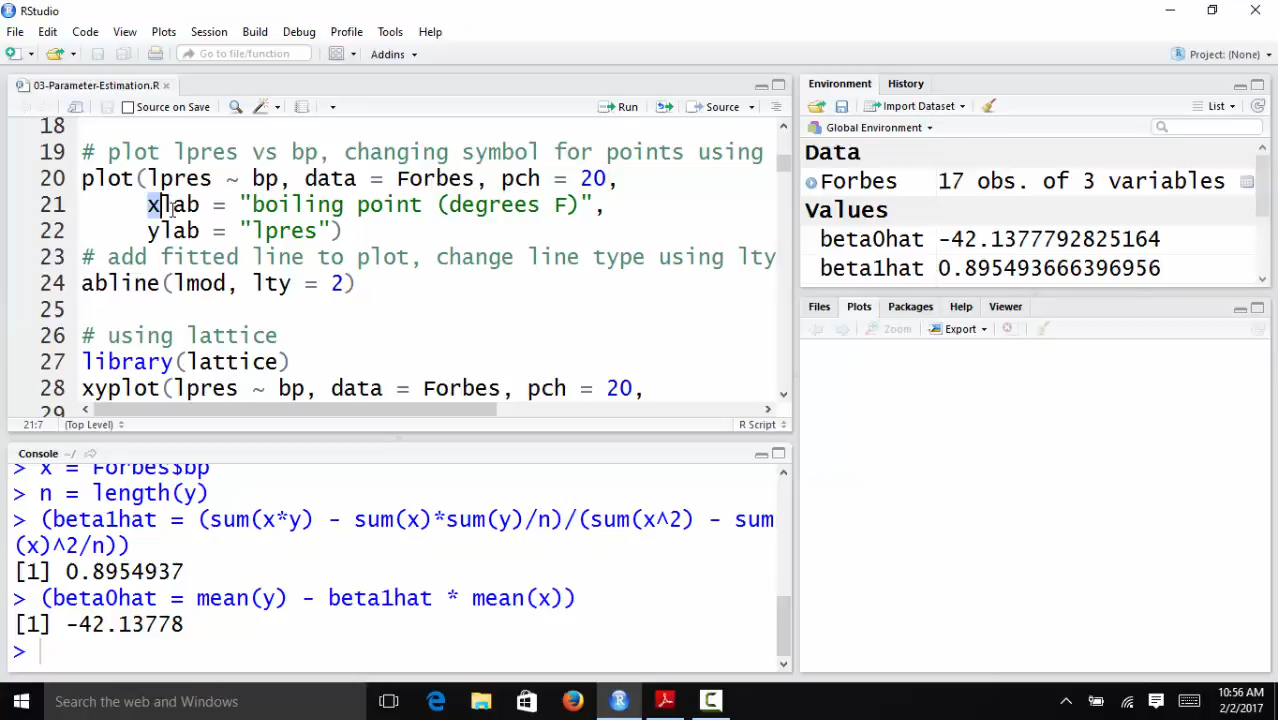 RStudio
File Edit Code View Plots Session Build Debug Profile Tools Help
Go to file/function Addins Project: (None)
03-Parameter-Estimation.R
Source on Save Run Source
18
19 # plot lpres vs bp, changing symbol for points using
20 plot(lpres ~ bp, data = Forbes, pch = 20,
21 xlab = "boiling point (degrees F)",
22 ylab = "lpres")
23 # add fitted line to plot, change line type using lty
24 abline(lmod, lty = 2)
25
26 # using lattice
27 library(lattice)
28 xyplot(lpres ~ bp, data = Forbes, pch = 20,
29
21:7 (Top Level) R Script
Console ~/
> x = Forbes$bp
> n = length(y)
> (beta1hat = (sum(x*y) - sum(x)*sum(y)/n)/(sum(x^2) - sum
(x)^2/n))
[1] 0.8954937
> (beta0hat = mean(y) - beta1hat * mean(x))
[1] -42.13778
>
Environment History
Import Dataset List
Global Environment
Data
Forbes 17 obs. of 3 variables
Values
beta0hat -42.1377792825164
beta1hat 0.895493666396956
Files Plots Packages Help Viewer
Zoom Export
Search the web and Windows
10:56 AM
2/2/2017